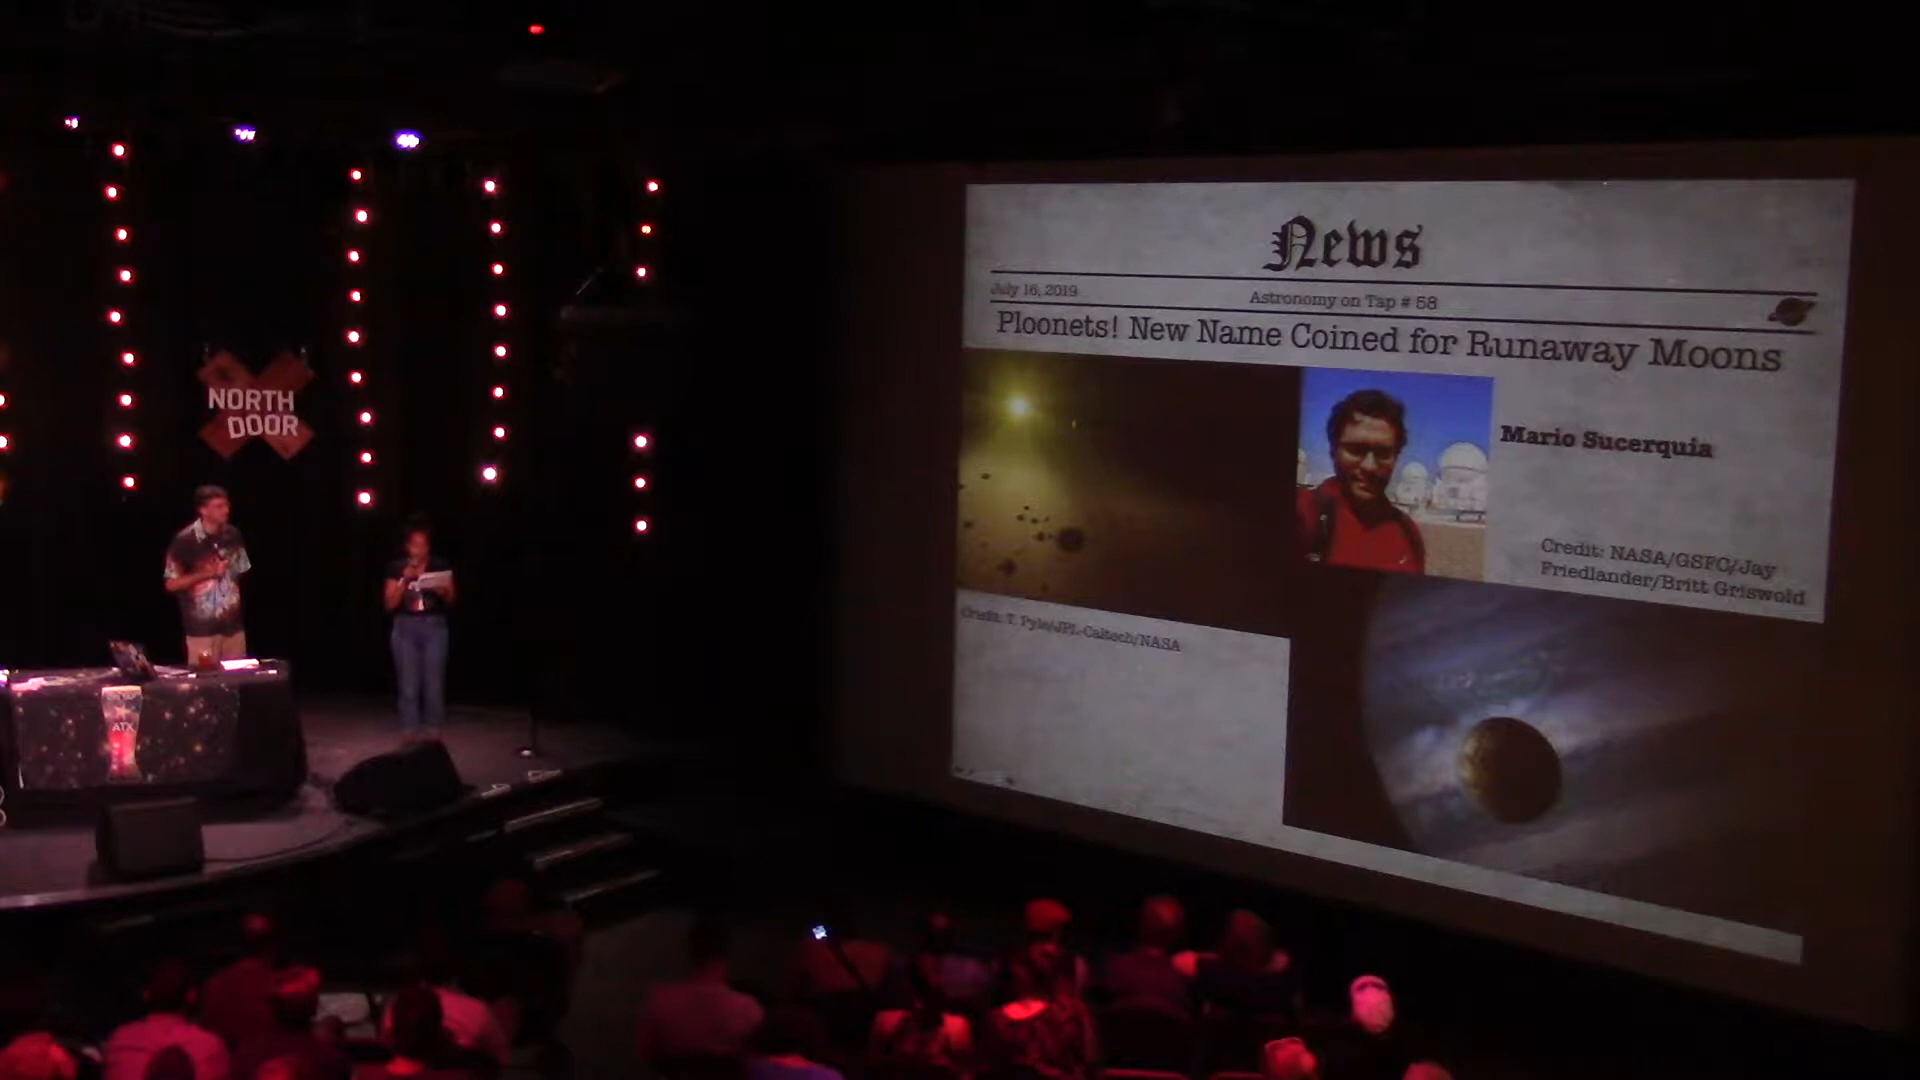 NORTH
DOOR
ATX
News
July 16, 2019
Astronomy on Tap # 58
Ploonets! New Name Coined for Runaway Moons
Mario Sucerquia
Credit: NASA/GSFC/Jay
Friedlander/Britt Griswold
Credit: T. Pyle/JPL-Caltech/NASA